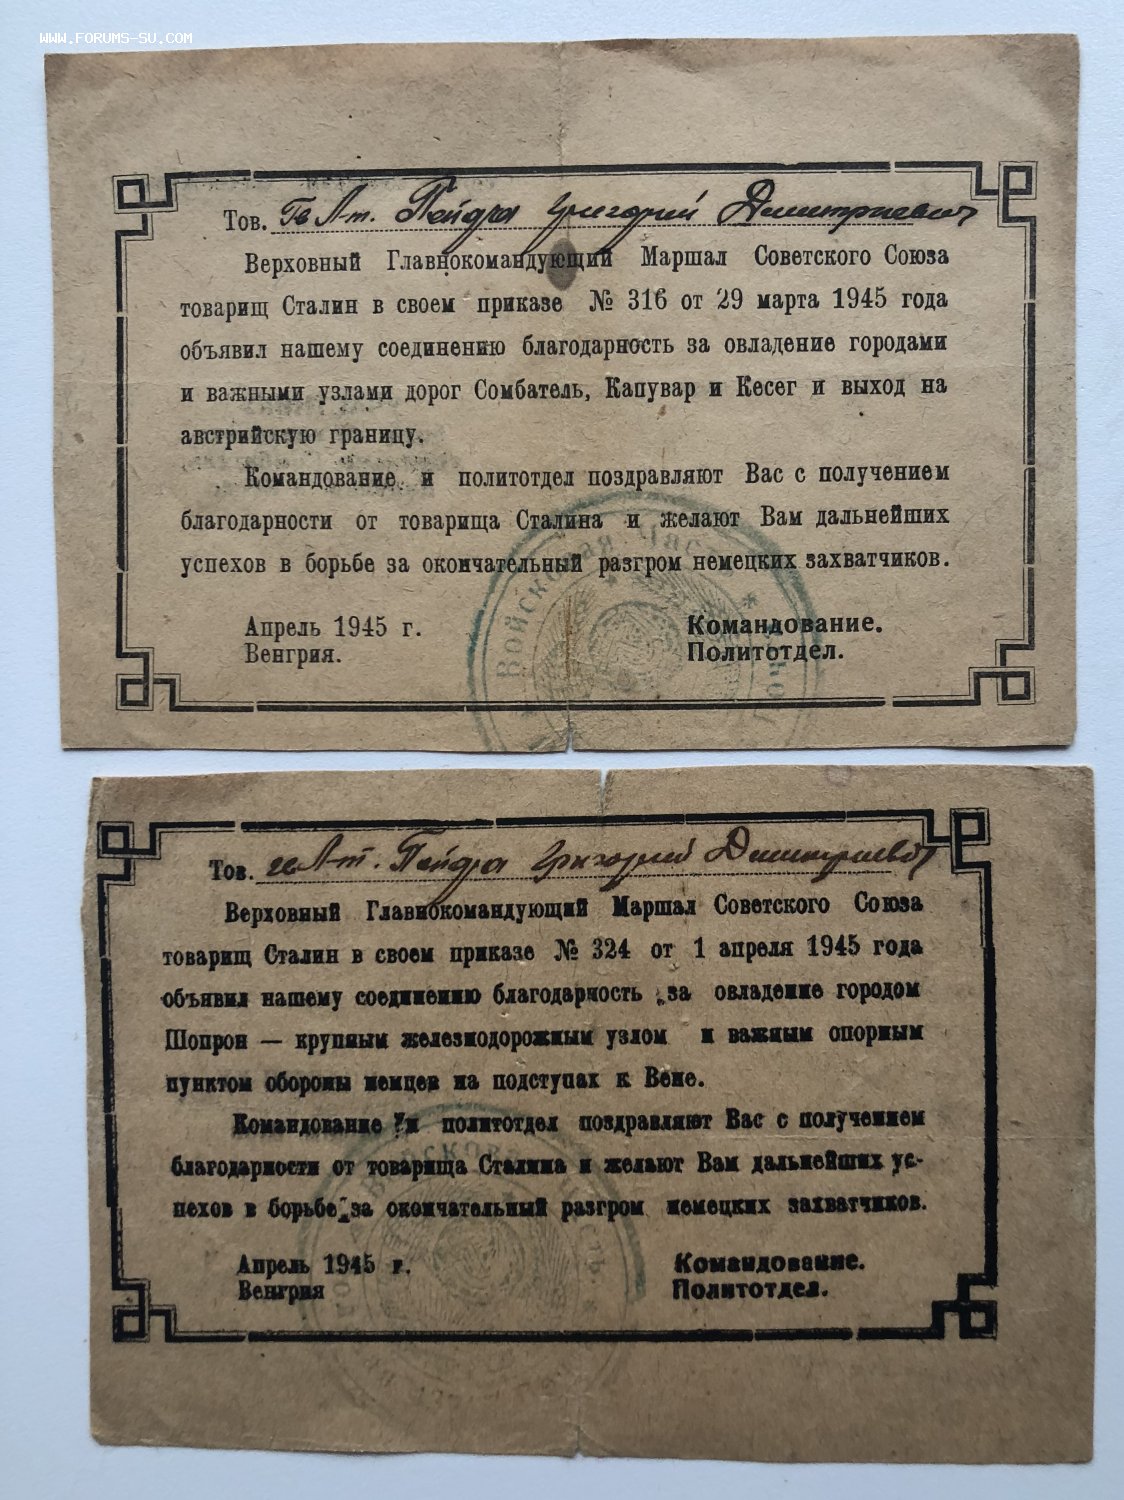 WWW.FORUMS-SU.COM
Тов. Гв Л-т. Григорий Дмитриевич
Верховный Главнокомандующий Маршал Советского Союза
товарищ Сталин в своем приказе № 316 от 29 марта 1945 года
объявил нашему соединению благодарность за овладение городами
и важными узлами дорог Сомбатель, Капувар и Кесег и выход на
австрийскую границу.
Командование и политотдел поздравляют Вас с получением
благодарности от товарища Сталина и желают Вам дальнейших
успехов в борьбе за окончательный разгром немецких захватчиков.
Апрель 1945 г.
Венгрия.
Командование.
Политотдел.
Войсковая
Тов. гв Л-т. Григорий Дмитриевич
Верховный Главнокомандующий Маршал Советского Союза
товарищ Сталин в своем приказе № 324 от 1 апреля 1945 года
объявил нашему соединению благодарность за овладение городом
Шопрон — крупным железнодорожным узлом и важным опорным
пунктом обороны немцев на подступах к Вене.
Командование и политотдел поздравляют Вас с получением
благодарности от товарища Сталина и желают Вам дальнейших ус-
пехов в борьбе за окончательный разгром немецких захватчиков.
Апрель 1945 г.
Венгрия
Командование.
Политотдел.